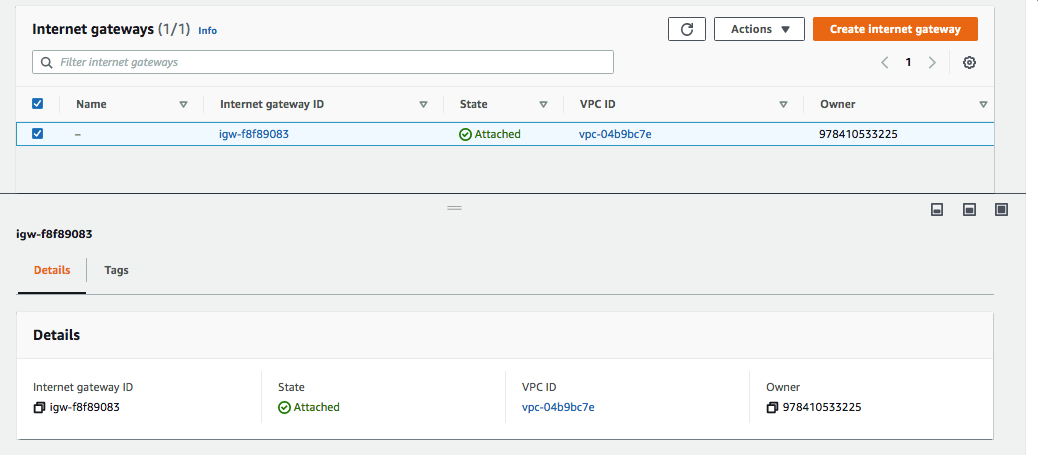 Internet gateways (1/1) Info
Actions ▼
Create internet gateway
Filter internet gateways
1
Name Internet gateway ID State VPC ID Owner
– igw-f8f89083 Attached vpc-04b9bc7e 978410533225
igw-f8f89083
Details Tags
Details
Internet gateway ID State VPC ID Owner
igw-f8f89083 Attached vpc-04b9bc7e 978410533225